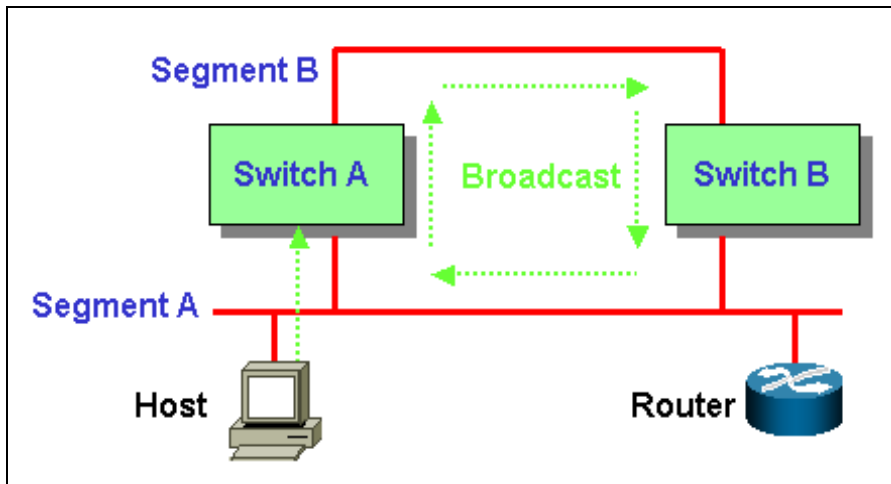 Segment B
Switch A
Broadcast
Switch B
Segment A
Host
Router